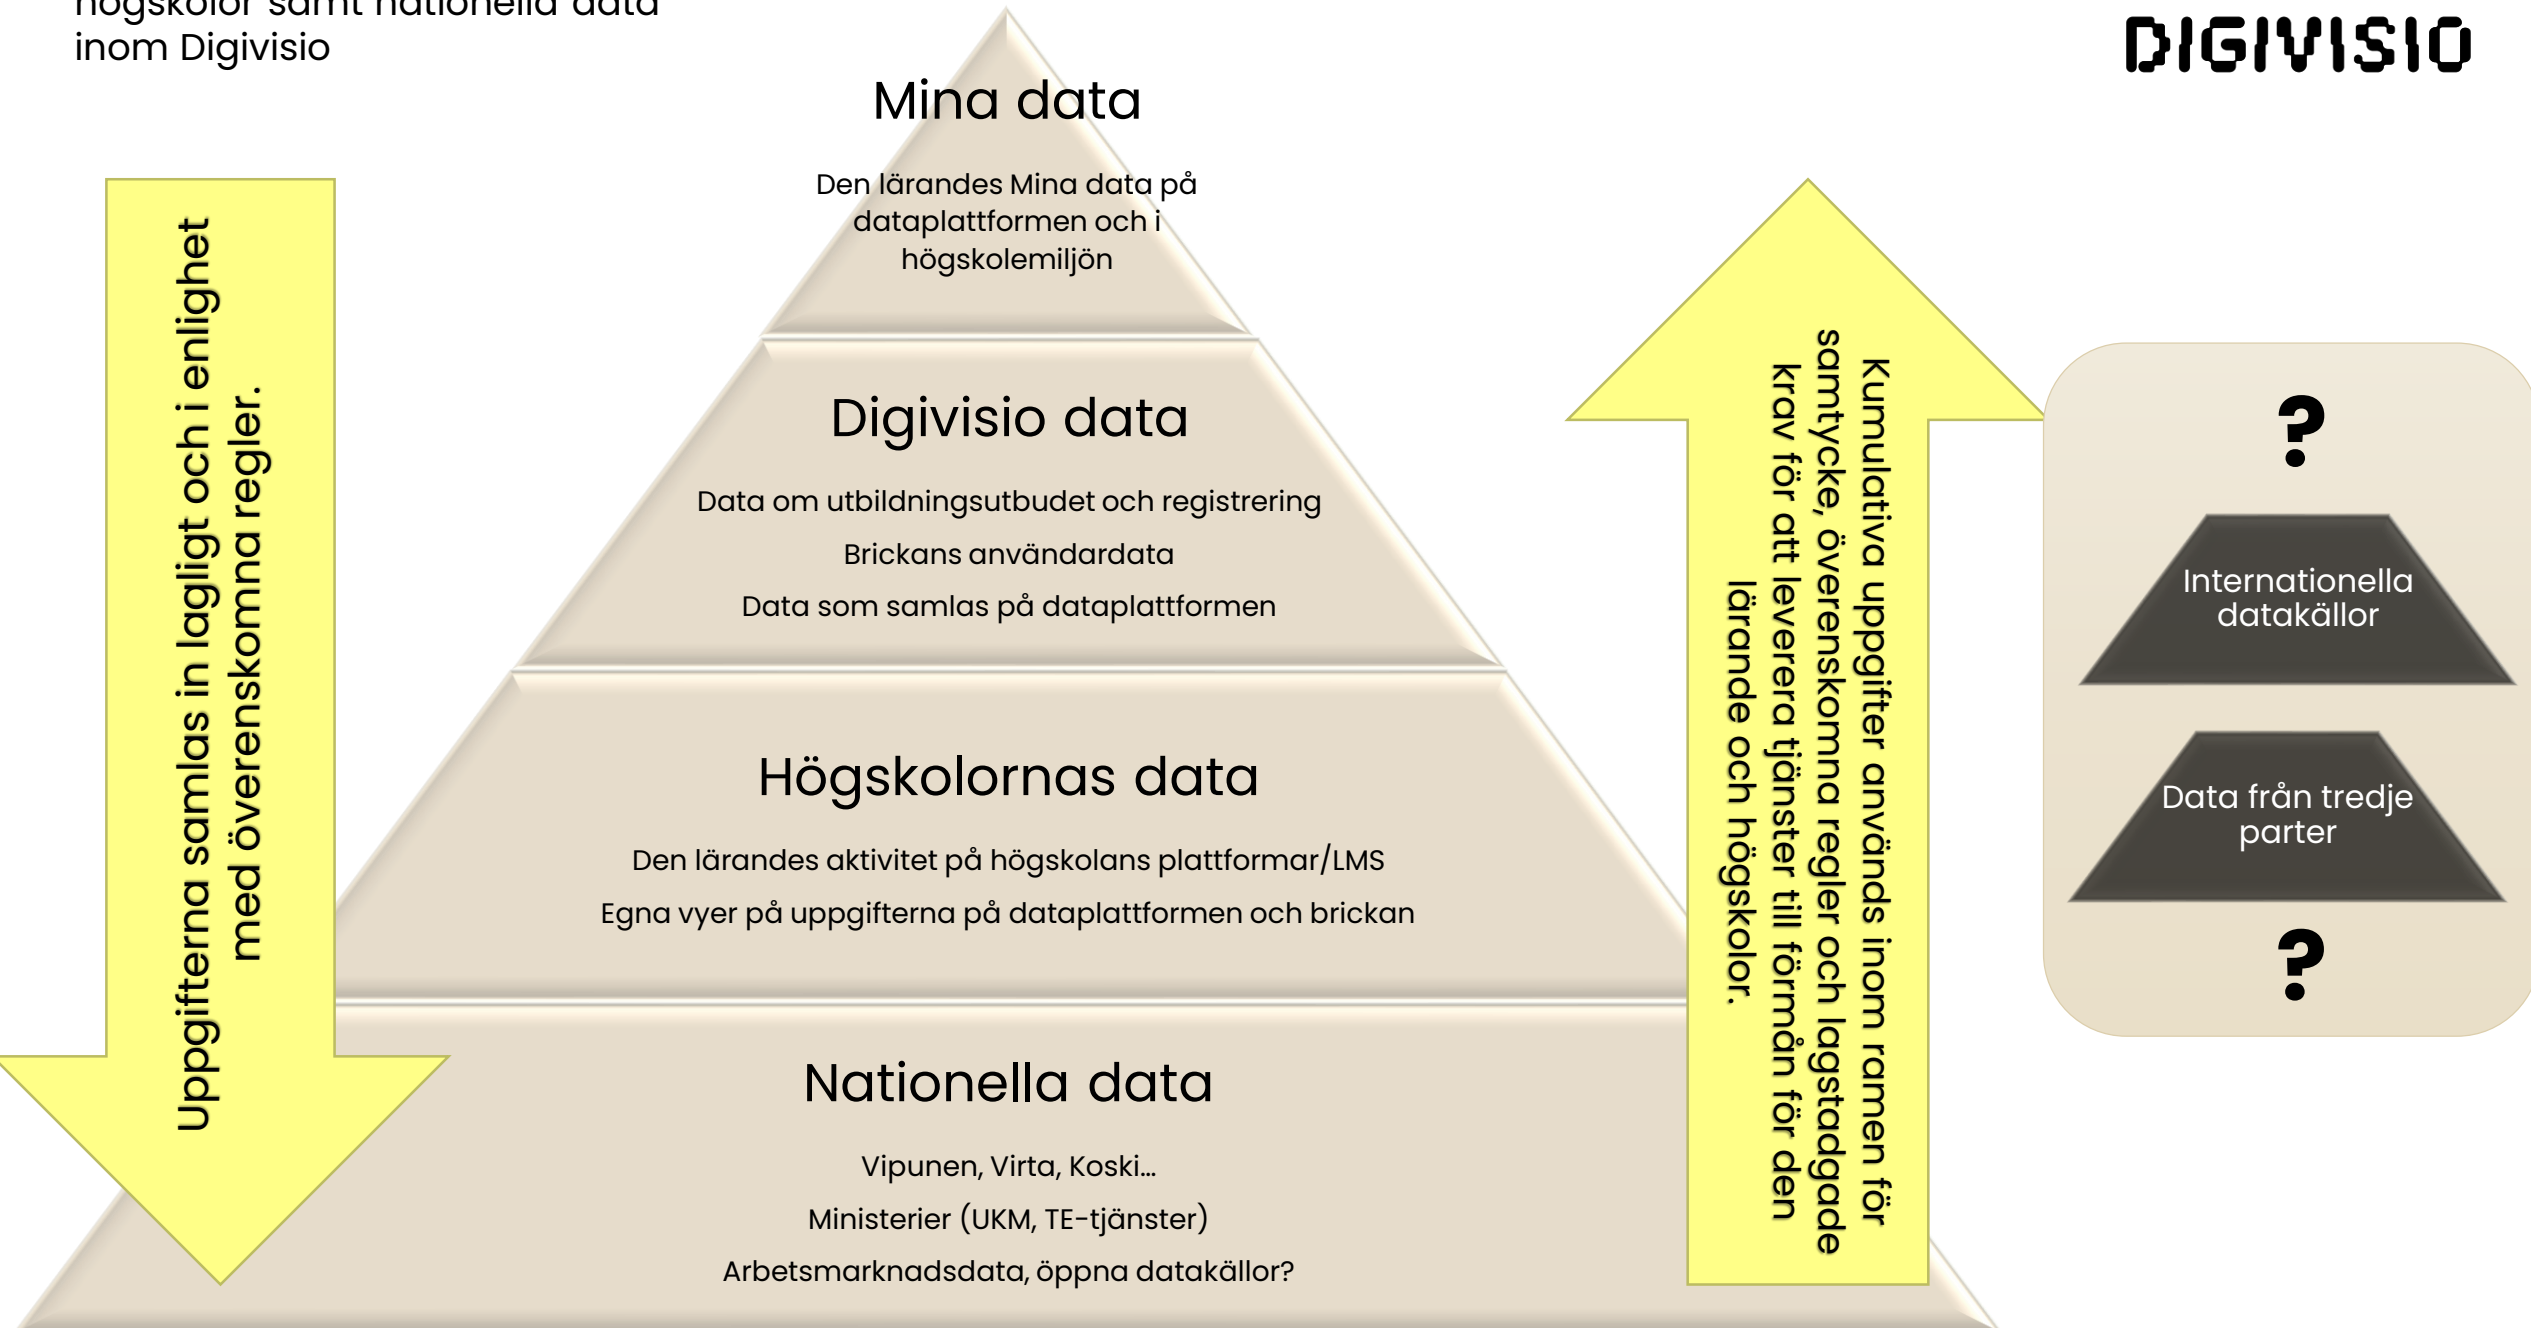 högskolor samt nationella data
inom Digivisio
DIGIVISIO
Mina data
Den lärandes Mina data på
dataplattformen och i
högskolemiljön
Digivisio data
Data om utbildningsutbudet och registrering
Brickans användardata
Data som samlas på dataplattformen
Högskolornas data
Den lärandes aktivitet på högskolans plattformar/LMS
Egna vyer på uppgifterna på dataplattformen och brickan
Nationella data
Vipunen, Virta, Koski...
Ministerier (UKM, TE-tjänster)
Arbetsmarknadsdata, öppna datakällor?
Uppgifterna samlas in lagligt och i enlighet
med överenskomna regler.
Kumulativa uppgifter används inom ramen för
samtycke, överenskomna regler och lagstadgade
krav för att leverera tjänster till förmån för den
lärande och högskolor.
?
Internationella
datakällor
Data från tredje
parter
?